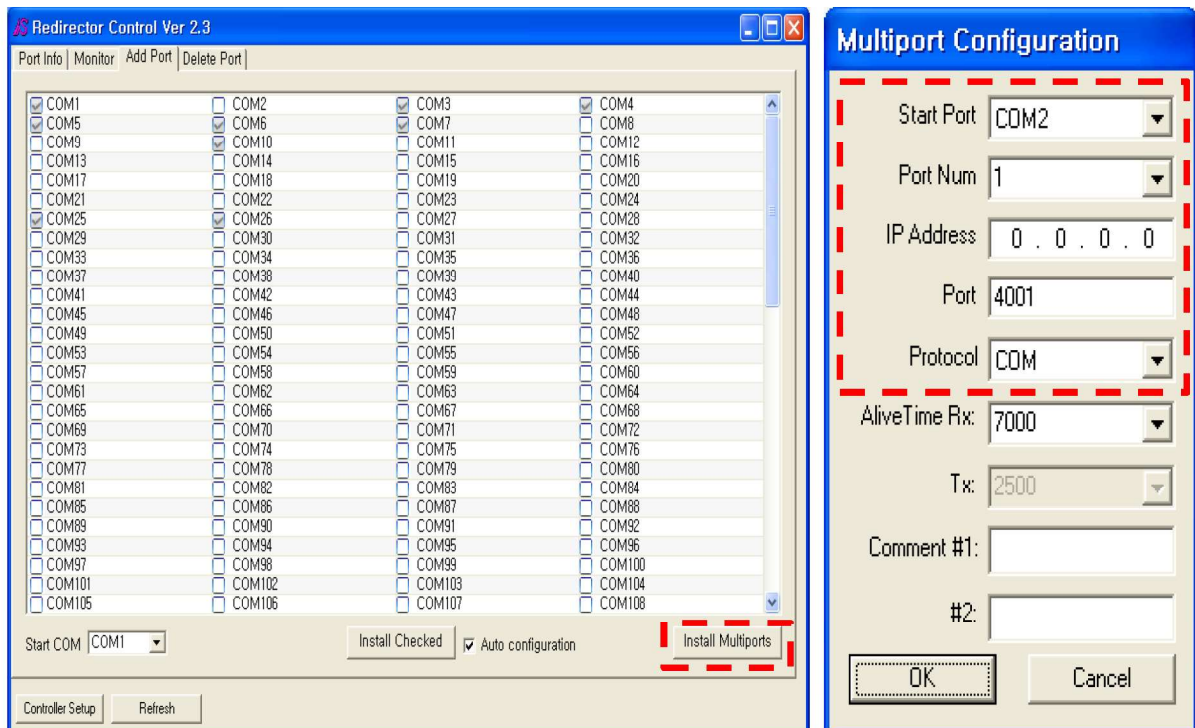 Redirector Control Ver 2.3
Port Info Monitor Add Port Delete Port
COM1 COM2 COM3 COM4
COM5 COM6 COM7 COM8
COM9 COM10 COM11 COM12
COM13 COM14 COM15 COM16
COM17 COM18 COM19 COM20
COM21 COM22 COM23 COM24
COM25 COM26 COM27 COM28
COM29 COM30 COM31 COM32
COM33 COM34 COM35 COM36
COM37 COM38 COM39 COM40
COM41 COM42 COM43 COM44
COM45 COM46 COM47 COM48
COM49 COM50 COM51 COM52
COM53 COM54 COM55 COM56
COM57 COM58 COM59 COM60
COM61 COM62 COM63 COM64
COM65 COM66 COM67 COM68
COM69 COM70 COM71 COM72
COM73 COM74 COM75 COM76
COM77 COM78 COM79 COM80
COM81 COM82 COM83 COM84
COM85 COM86 COM87 COM88
COM89 COM90 COM91 COM92
COM93 COM94 COM95 COM96
COM97 COM98 COM99 COM100
COM101 COM102 COM103 COM104
COM105 COM106 COM107 COM108
Start COM COM1 Install Checked Auto configuration Install Multiports
Controller Setup Refresh
Multiport Configuration
Start Port COM2
Port Num 1
IP Address 0 . 0 . 0 . 0
Port 4001
Protocol COM
AliveTime Rx: 7000
Tx: 2500
Comment #1:
#2:
OK Cancel